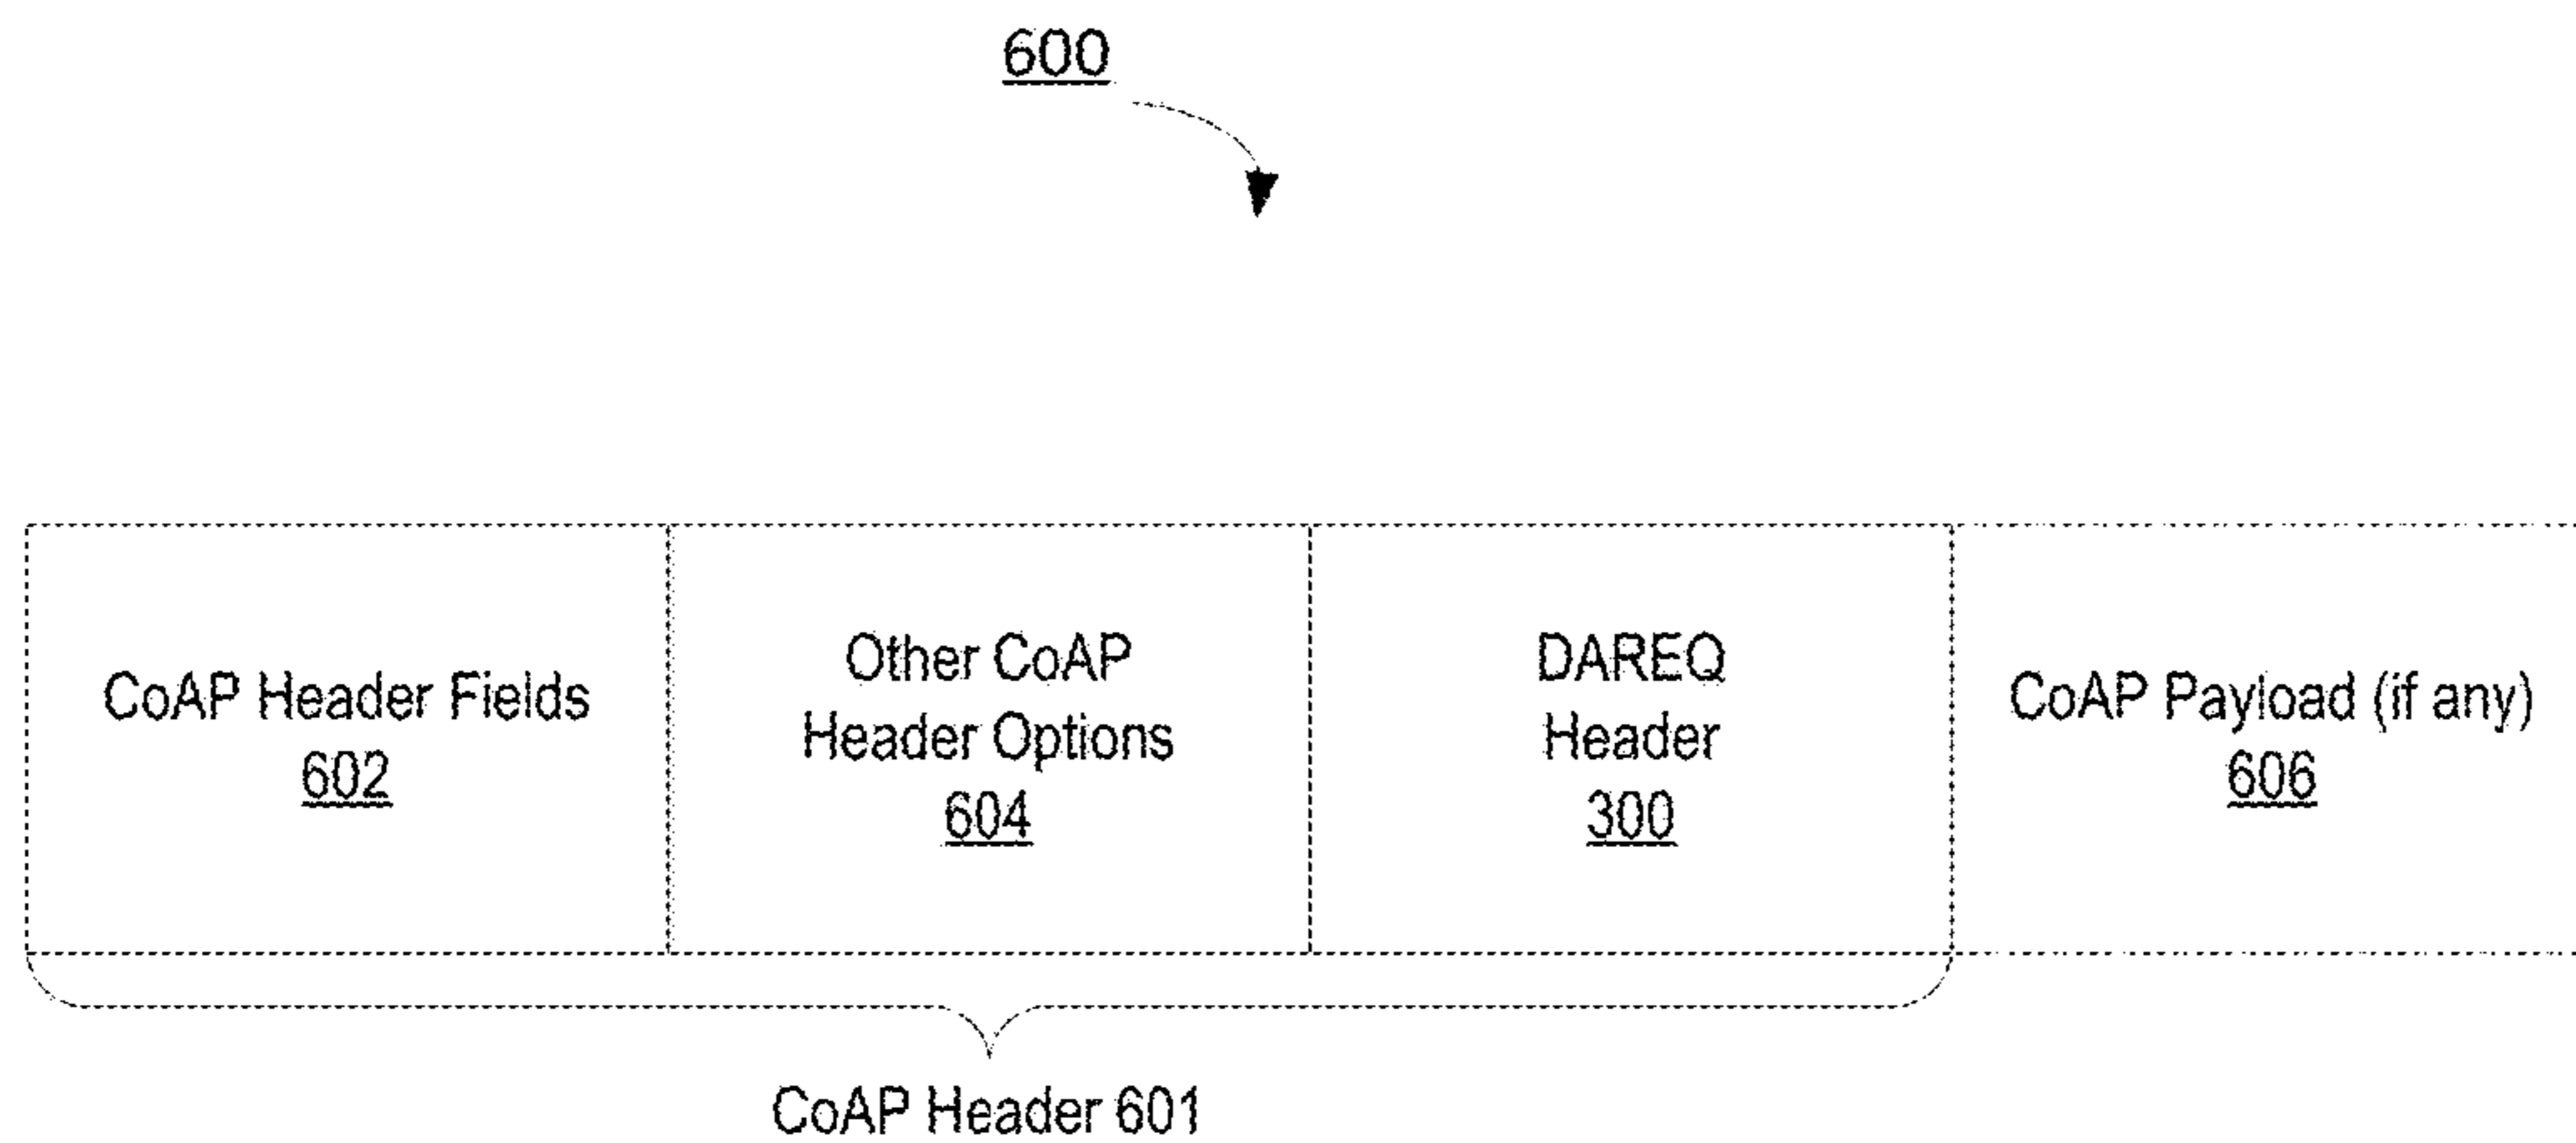 600
CoAP Header Fields
602
Other CoAP
Header Options
604
DAREQ
Header
300
CoAP Payload (if any)
606
CoAP Header 601